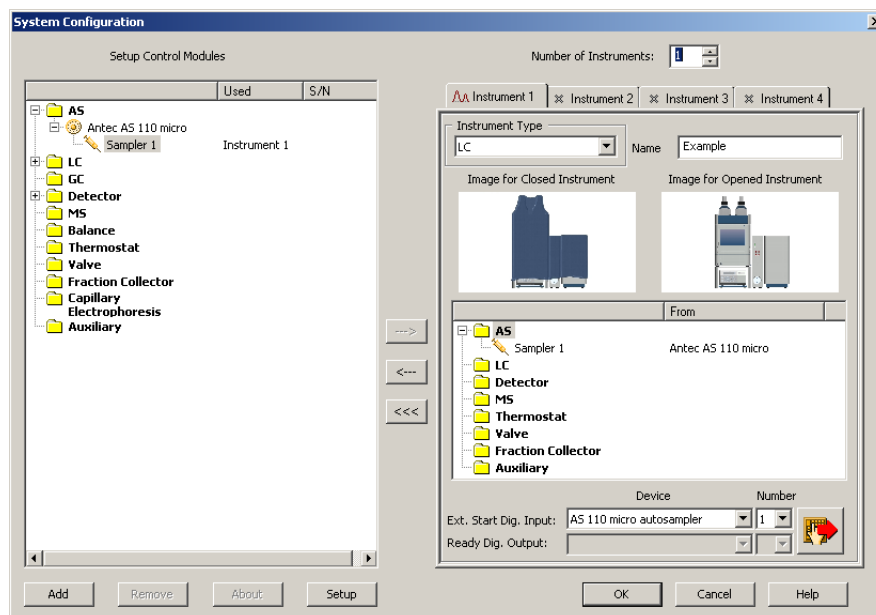 System Configuration
Setup Control Modules
Number of Instruments: 1
Used S/N
AS
Antec AS 110 micro
Sampler 1 Instrument 1
LC
GC
Detector
MS
Balance
Thermostat
Valve
Fraction Collector
Capillary
Electrophoresis
Auxiliary
--->
<---
<<<
Add Remove About Setup
Instrument 1 Instrument 2 Instrument 3 Instrument 4
Instrument Type
LC Name Example
Image for Closed Instrument Image for Opened Instrument
From
AS
Sampler 1 Antec AS 110 micro
LC
Detector
MS
Thermostat
Valve
Fraction Collector
Auxiliary
Device Number
Ext. Start Dig. Input: AS 110 micro autosampler 1
Ready Dig. Output:
OK Cancel Help